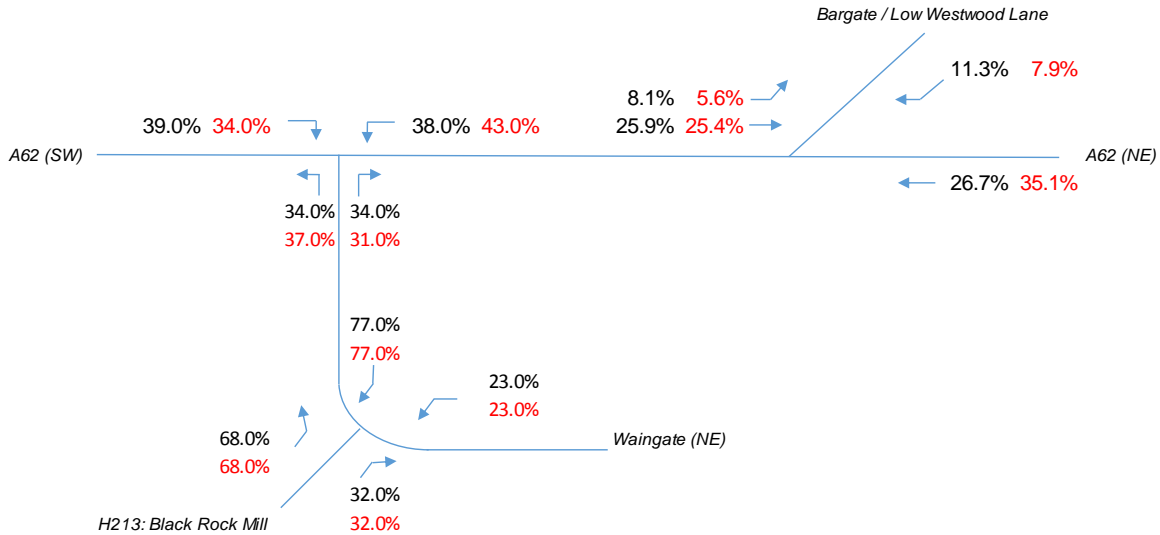 Bargate / Low Westwood Lane
11.3% 7.9%
8.1% 5.6%
39.0% 34.0% 38.0% 43.0% 25.9% 25.4%
A62 (SW) A62 (NE)
26.7% 35.1%
34.0% 34.0%
37.0% 31.0%
77.0%
77.0%
23.0%
23.0%
Waingate (NE)
68.0%
68.0%
32.0%
H213: Black Rock Mill 32.0%